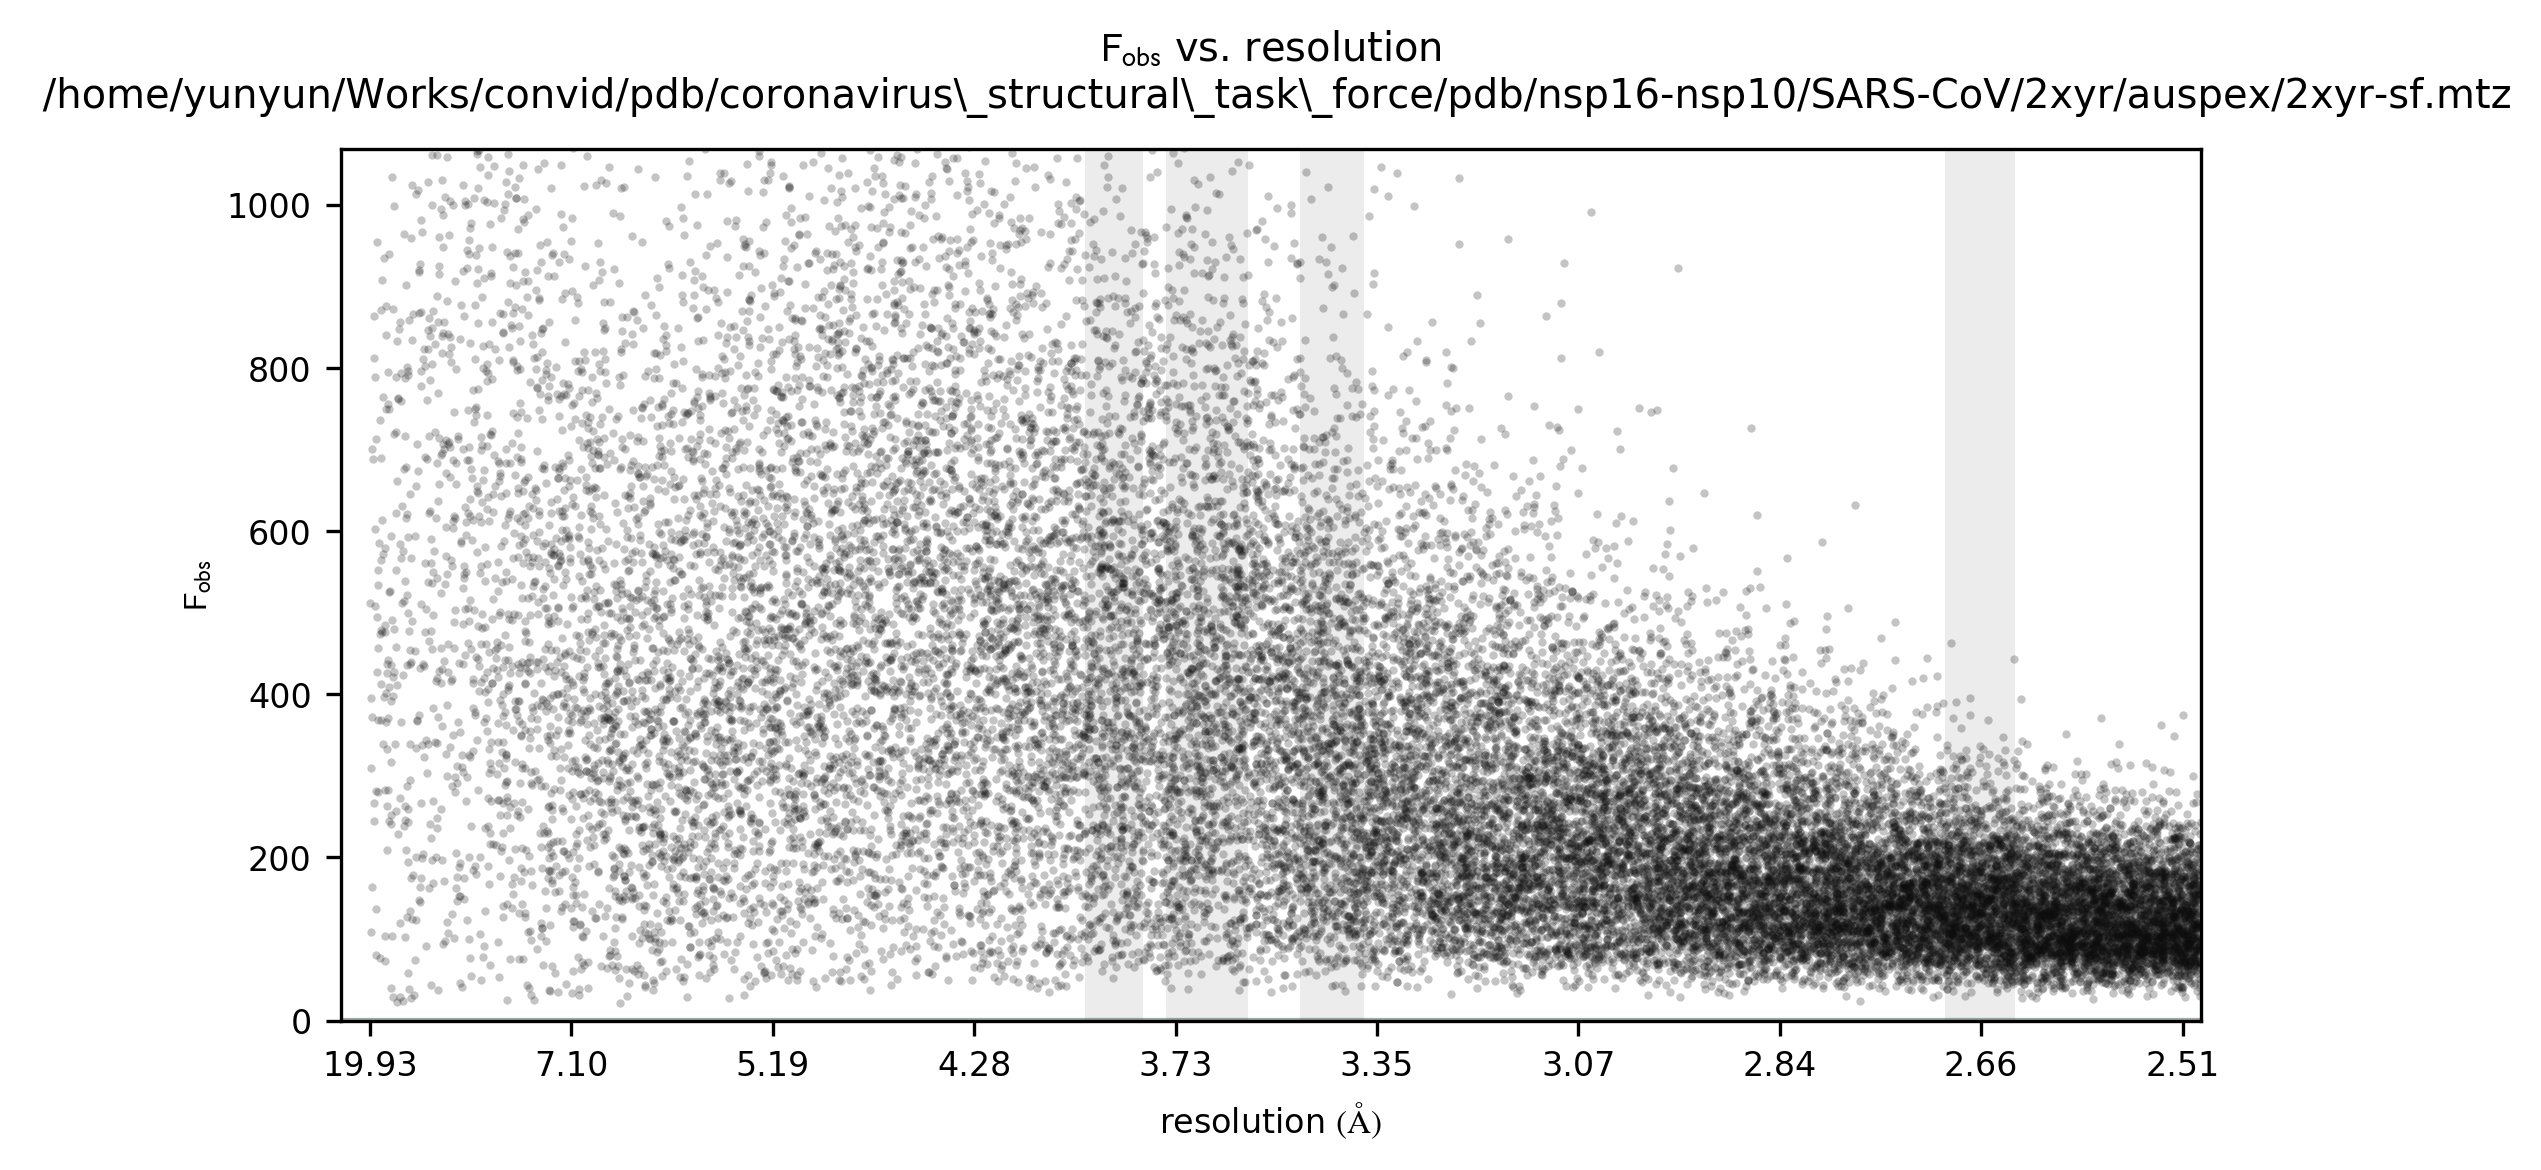 Fobs vs. resolution
/home/yunyun/Works/convid/pdb/coronavirus\_structural\_task\_force/pdb/nsp16-nsp10/SARS-CoV/2xyr/auspex/2xyr-sf.mtz
1000
800
600
400
200
0
Fobs
19.93 7.10 5.19 4.28 3.73 3.35 3.07 2.84 2.66 2.51
resolution (Å)